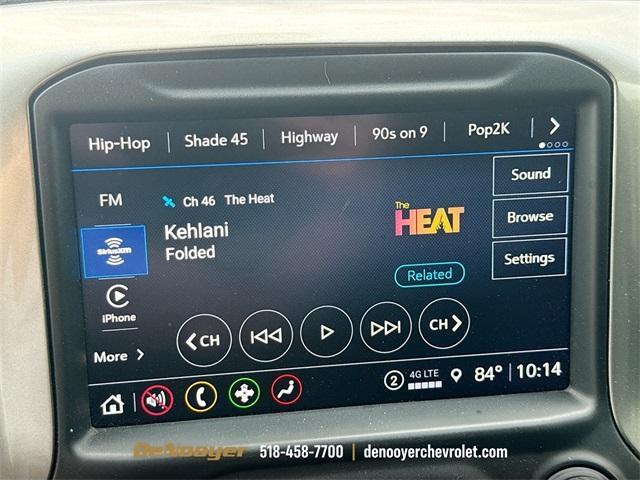 Hip-Hop Shade 45 Highway 90s on 9 Pop2K
FM
Ch 46 The Heat
Kehlani
Folded
The
HEAT
Related
Sound
Browse
Settings
SiriusXM
iPhone
More
CH
CH
2 4G LTE 84° 10:14
DeNooyer 518-458-7700 | denooyerchevrolet.com